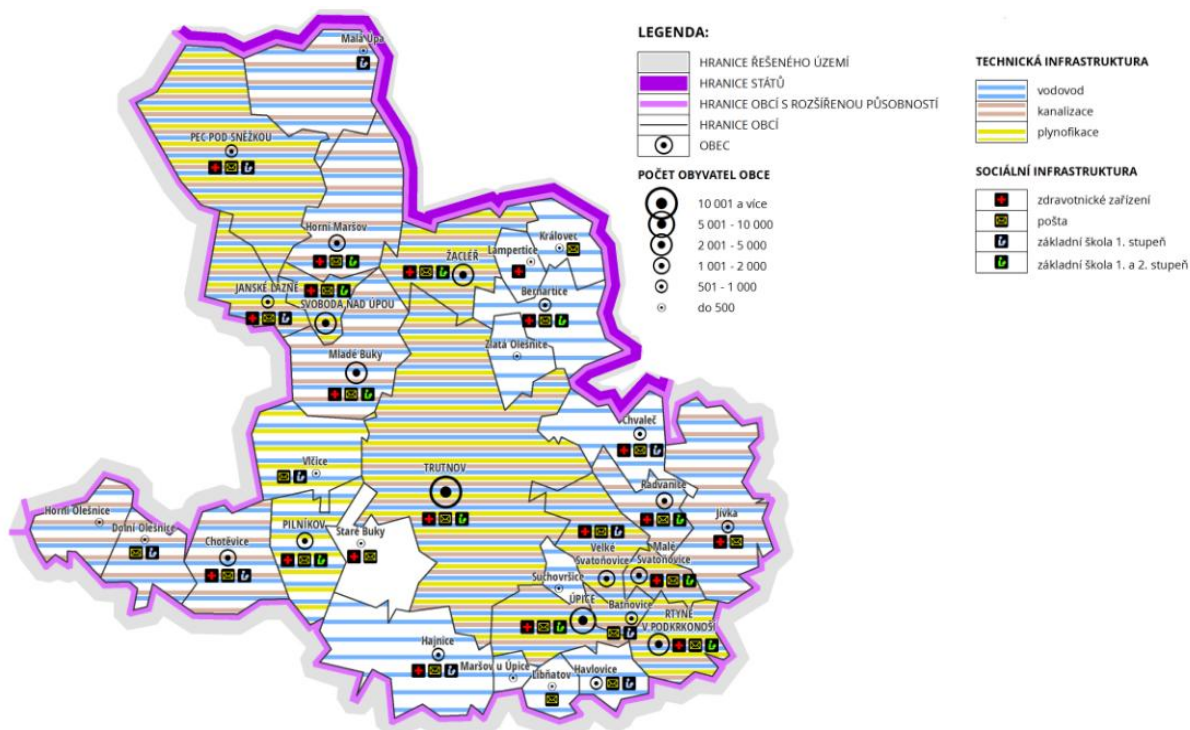 Malá Úpa
PEC POD SNĚŽKOU
Horní Maršov
ŽACLÉŘ
Lampertice
Královec
JANSKÉ LÁZNĚ
SVOBODA NAD ÚPOU
Bernartice
Mladé Buky
Zlatá Olešnice
Chvaleč
Vlčice
TRUTNOV
Radvanice
Horní Olešnice
Dolní Olešnice
Chotěvice
PILNÍKOV
Staré Buky
Jívka
Velké
Svatoňovice
Malé
Svatoňovice
Suchovršice
ÚPICE
Batňovice
RTYNĚ
V PODKRKONOŠÍ
Hajnice
Maršov u Úpice
Libňatov
Havlovice
LEGENDA:
HRANICE ŘEŠENÉHO ÚZEMÍ
HRANICE STÁTŮ
HRANICE OBCÍ S ROZŠÍŘENOU PŮSOBNOSTÍ
HRANICE OBCÍ
OBEC
POČET OBYVATEL OBCE
10 001 a více
5 001 - 10 000
2 001 - 5 000
1 001 - 2 000
501 - 1 000
do 500
TECHNICKÁ INFRASTRUKTURA
vodovod
kanalizace
plynofikace
SOCIÁLNÍ INFRASTRUKTURA
zdravotnické zařízení
pošta
základní škola 1. stupeň
základní škola 1. a 2. stupeň